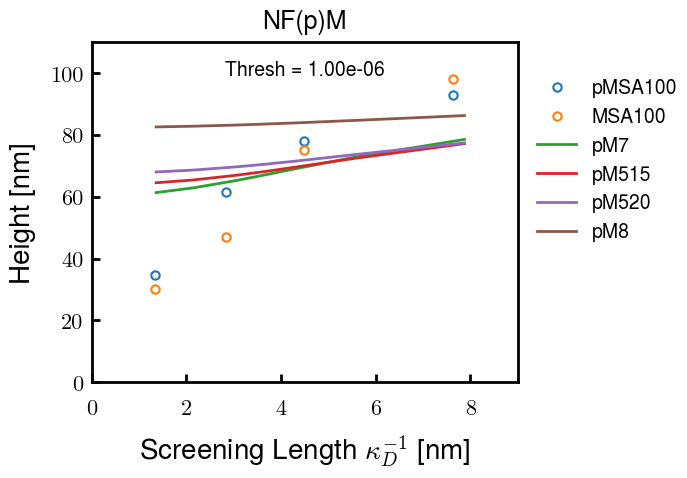 NF(p)M
Thresh = 1.00e-06
Height [nm]
100
80
60
40
20
0
0 2 4 6 8
Screening Length κ_D^{-1} [nm]
pMSA100
MSA100
pM7
pM515
pM520
pM8